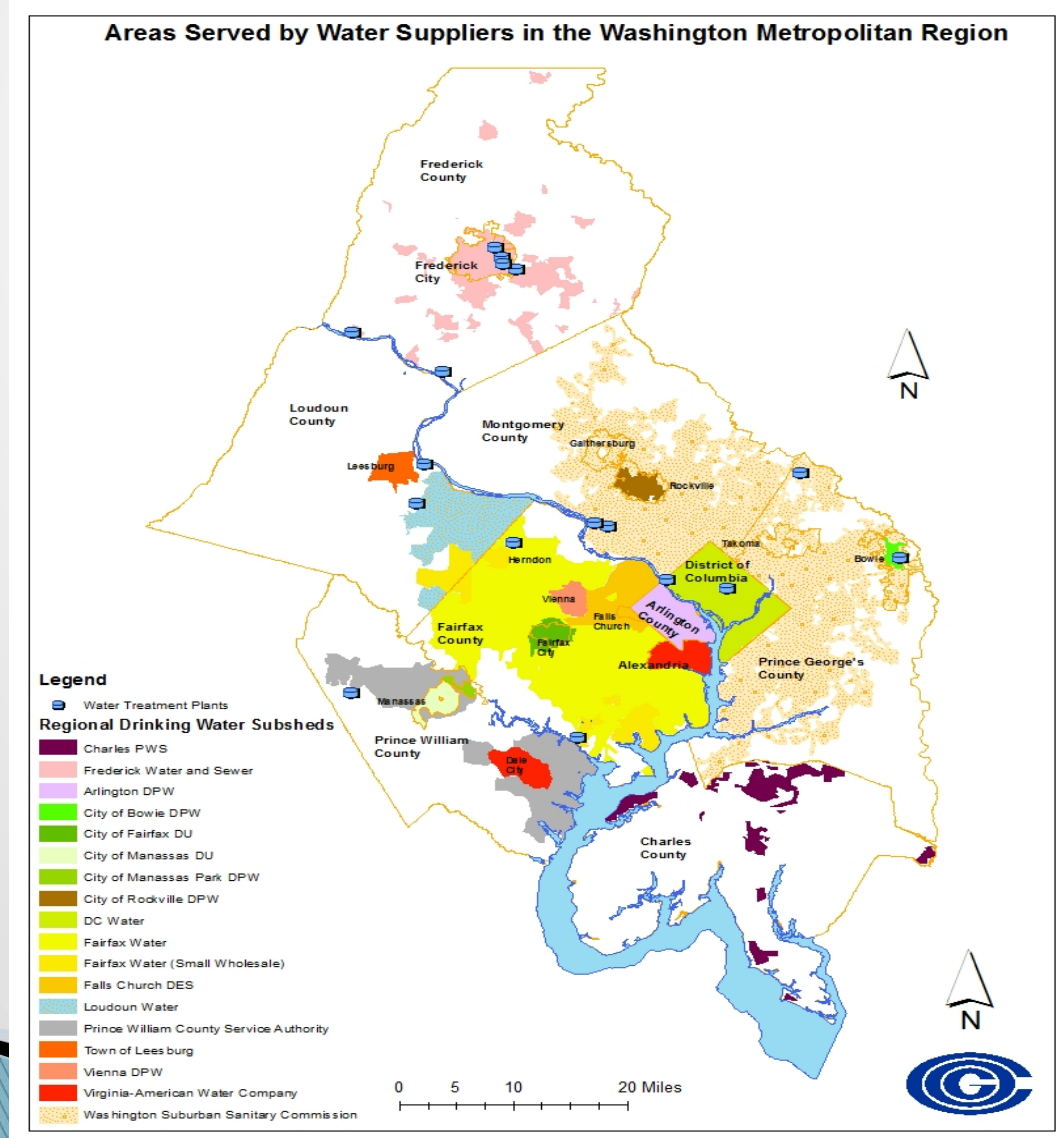 Areas Served by Water Suppliers in the Washington Metropolitan Region
Frederick
County
Frederick
City
N
Loudoun
County
Montgomery
County
Gaithersburg
Leesburg
Rockville
Takoma
Bowie
Herndon
District of
Columbia
Vienna
Arlington
County
Falls
Church
Fairfax
County
Fairfax
City
Alexandria
Prince George's
County
Manassas
Prince William
County
Dale
City
Charles
County
Legend
Water Treatment Plants
Regional Drinking Water Subsheds
Charles PWS
Frederick Water and Sewer
Arlington DPW
City of Bowie DPW
City of Fairfax DU
City of Manassas DU
City of Manassas Park DPW
City of Rockville DPW
DC Water
Fairfax Water
Fairfax Water (Small Wholesale)
Falls Church DES
Loudoun Water
Prince William County Service Authority
Town of Leesburg
Vienna DPW
Virginia-American Water Company
Washington Suburban Sanitary Commission
0 5 10 20 Miles
N